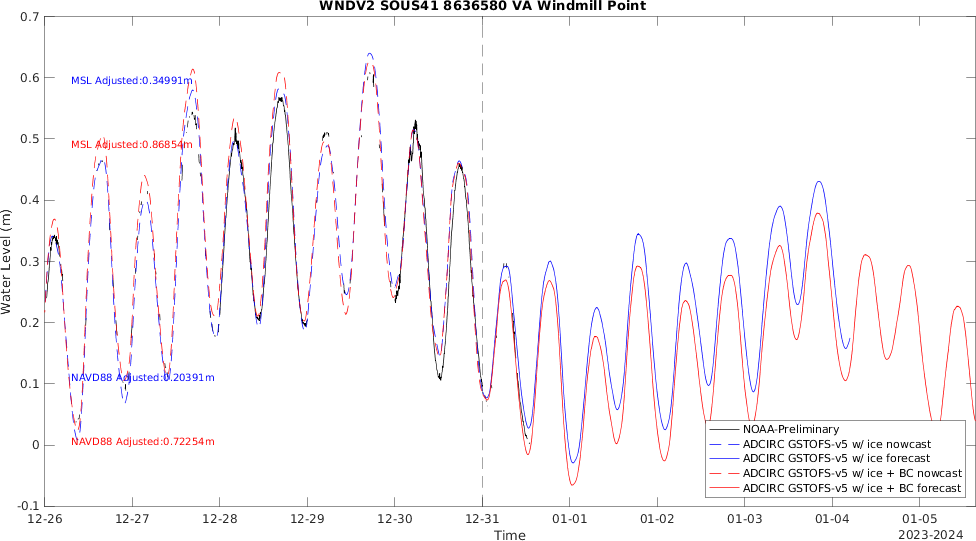 WNDV2 SOUS41 8636580 VA Windmill Point
0.7
0.6
0.5
0.4
0.3
0.2
0.1
0
-0.1
Water Level (m)
MSL Adjusted:0.34991m
MSL Adjusted:0.86854m
NAVD88 Adjusted:0.20391m
NAVD88 Adjusted:0.72254m
NOAA-Preliminary
ADCIRC GSTOFS-v5 w/ ice nowcast
ADCIRC GSTOFS-v5 w/ ice forecast
ADCIRC GSTOFS-v5 w/ ice + BC nowcast
ADCIRC GSTOFS-v5 w/ ice + BC forecast
12-26 12-27 12-28 12-29 12-30 12-31 01-01 01-02 01-03 01-04 01-05
Time
2023-2024